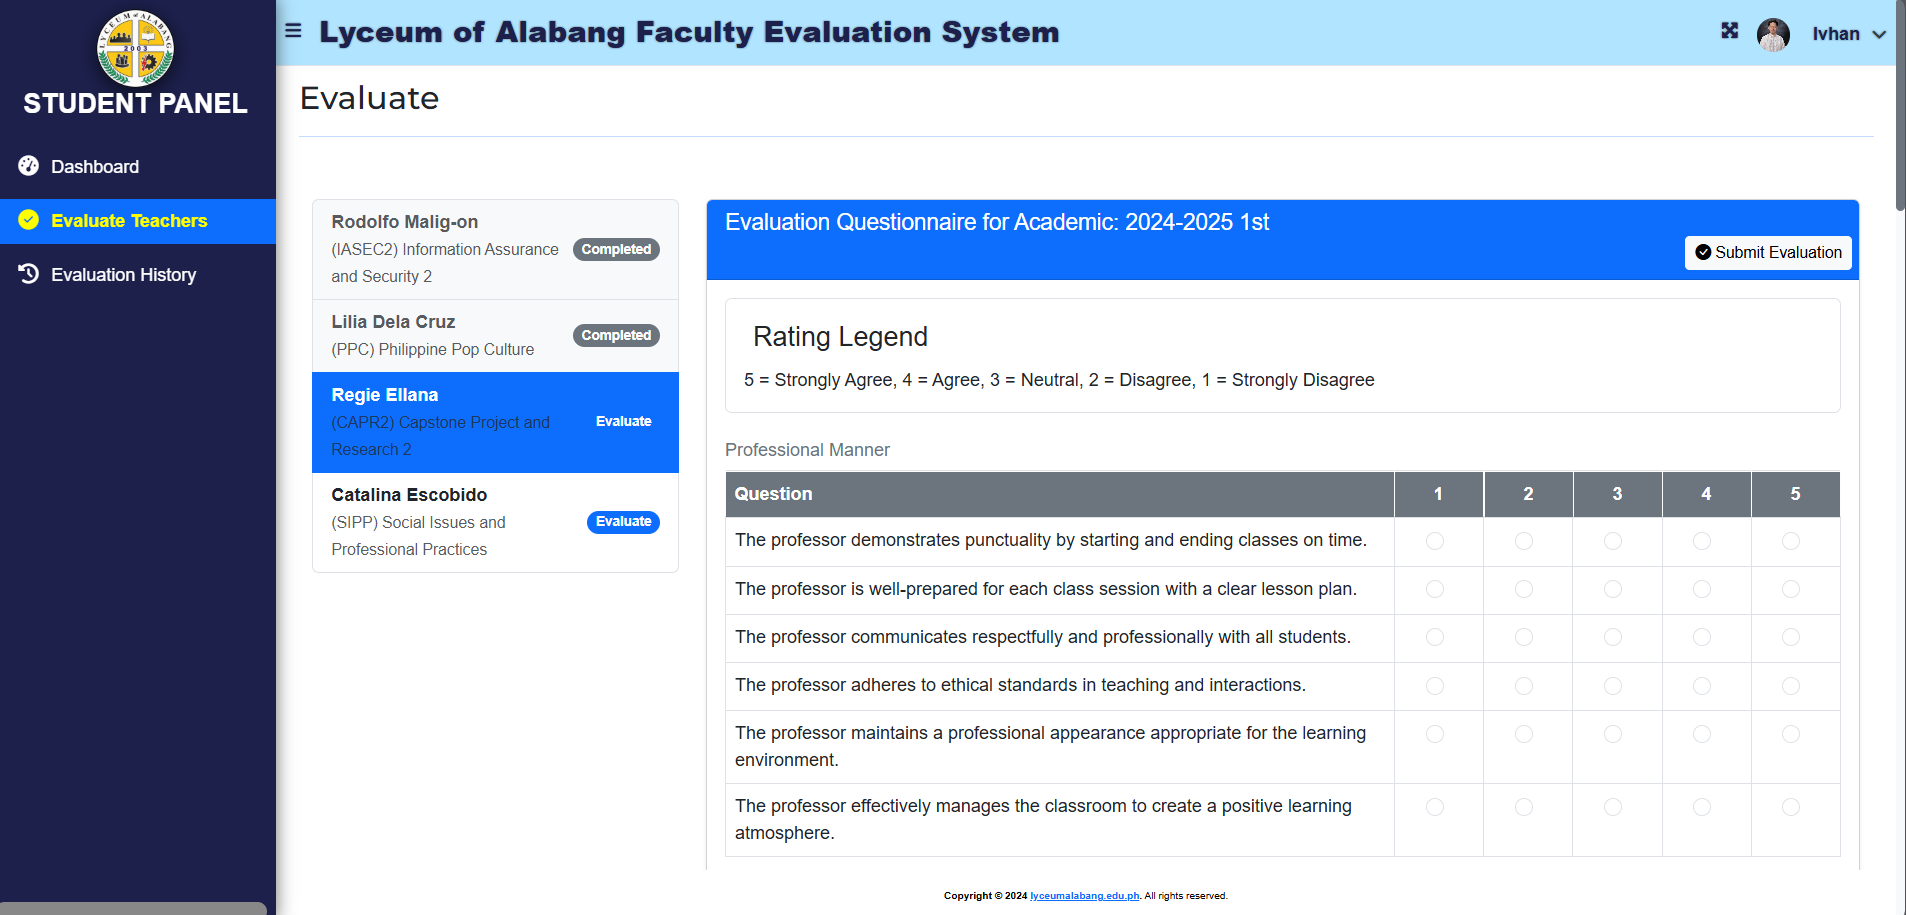 LYCEUM of ALABANG
2003
STUDENT PANEL
Dashboard
Evaluate Teachers
Evaluation History
Lyceum of Alabang Faculty Evaluation System
Ivhan
Evaluate
Rodolfo Malig-on
(IASEC2) Information Assurance
and Security 2
Completed
Lilia Dela Cruz
(PPC) Philippine Pop Culture
Completed
Regie Ellana
(CAPR2) Capstone Project and
Research 2
Evaluate
Catalina Escobido
(SIPP) Social Issues and
Professional Practices
Evaluate
Evaluation Questionnaire for Academic: 2024-2025 1st
Submit Evaluation
Rating Legend
5 = Strongly Agree, 4 = Agree, 3 = Neutral, 2 = Disagree, 1 = Strongly Disagree
Professional Manner
Question 1 2 3 4 5
The professor demonstrates punctuality by starting and ending classes on time.
The professor is well-prepared for each class session with a clear lesson plan.
The professor communicates respectfully and professionally with all students.
The professor adheres to ethical standards in teaching and interactions.
The professor maintains a professional appearance appropriate for the learning
environment.
The professor effectively manages the classroom to create a positive learning
atmosphere.
Copyright © 2024 lyceumalabang.edu.ph. All rights reserved.